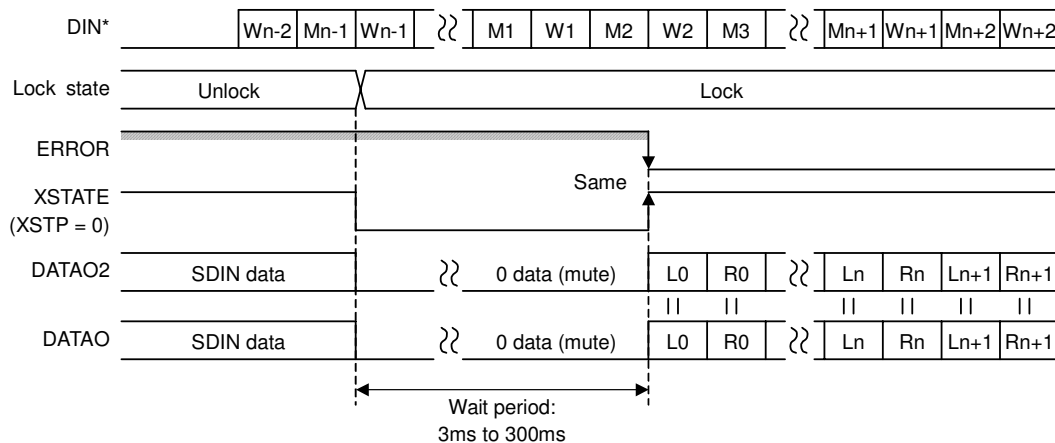 DIN* Wn-2 Mn-1 Wn-1 M1 W1 M2 W2 M3 Mn+1 Wn+1 Mn+2 Wn+2
Lock state Unlock Lock
ERROR
Same
XSTATE
(XSTP = 0)
DATAO2 SDIN data 0 data (mute) L0 R0 Ln Rn Ln+1 Rn+1
DATAO SDIN data 0 data (mute) L0 R0 Ln Rn Ln+1 Rn+1
Wait period:
3ms to 300ms